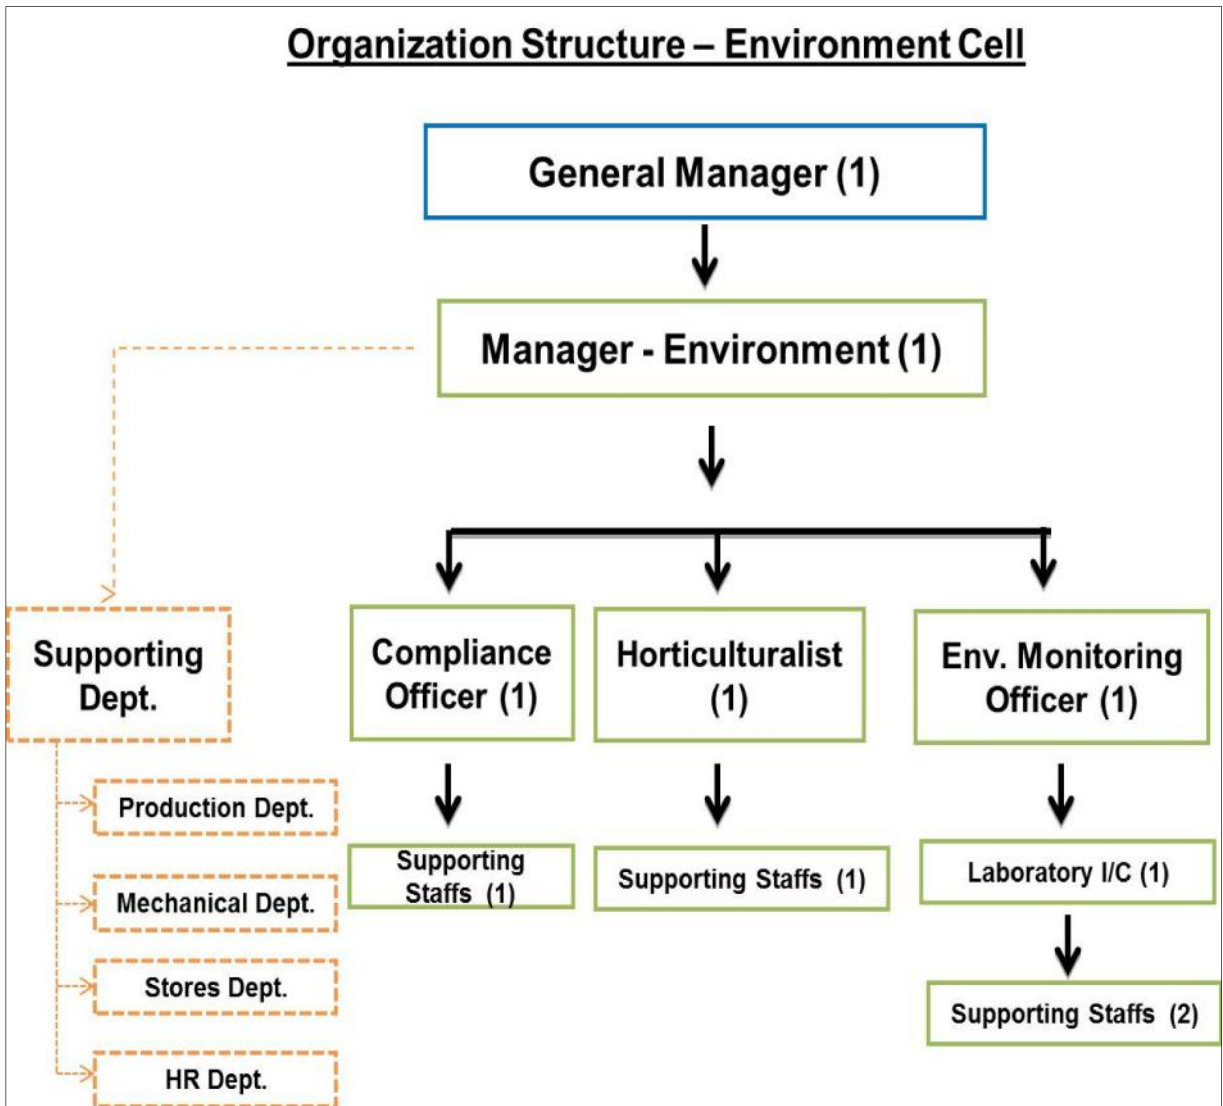 Organization Structure – Environment Cell
General Manager (1)
Manager - Environment (1)
Supporting
Dept.
Compliance
Officer (1)
Horticulturalist
(1)
Env. Monitoring
Officer (1)
Production Dept.
Mechanical Dept.
Stores Dept.
HR Dept.
Supporting
Staffs (1)
Supporting Staffs (1)
Laboratory I/C (1)
Supporting Staffs (2)